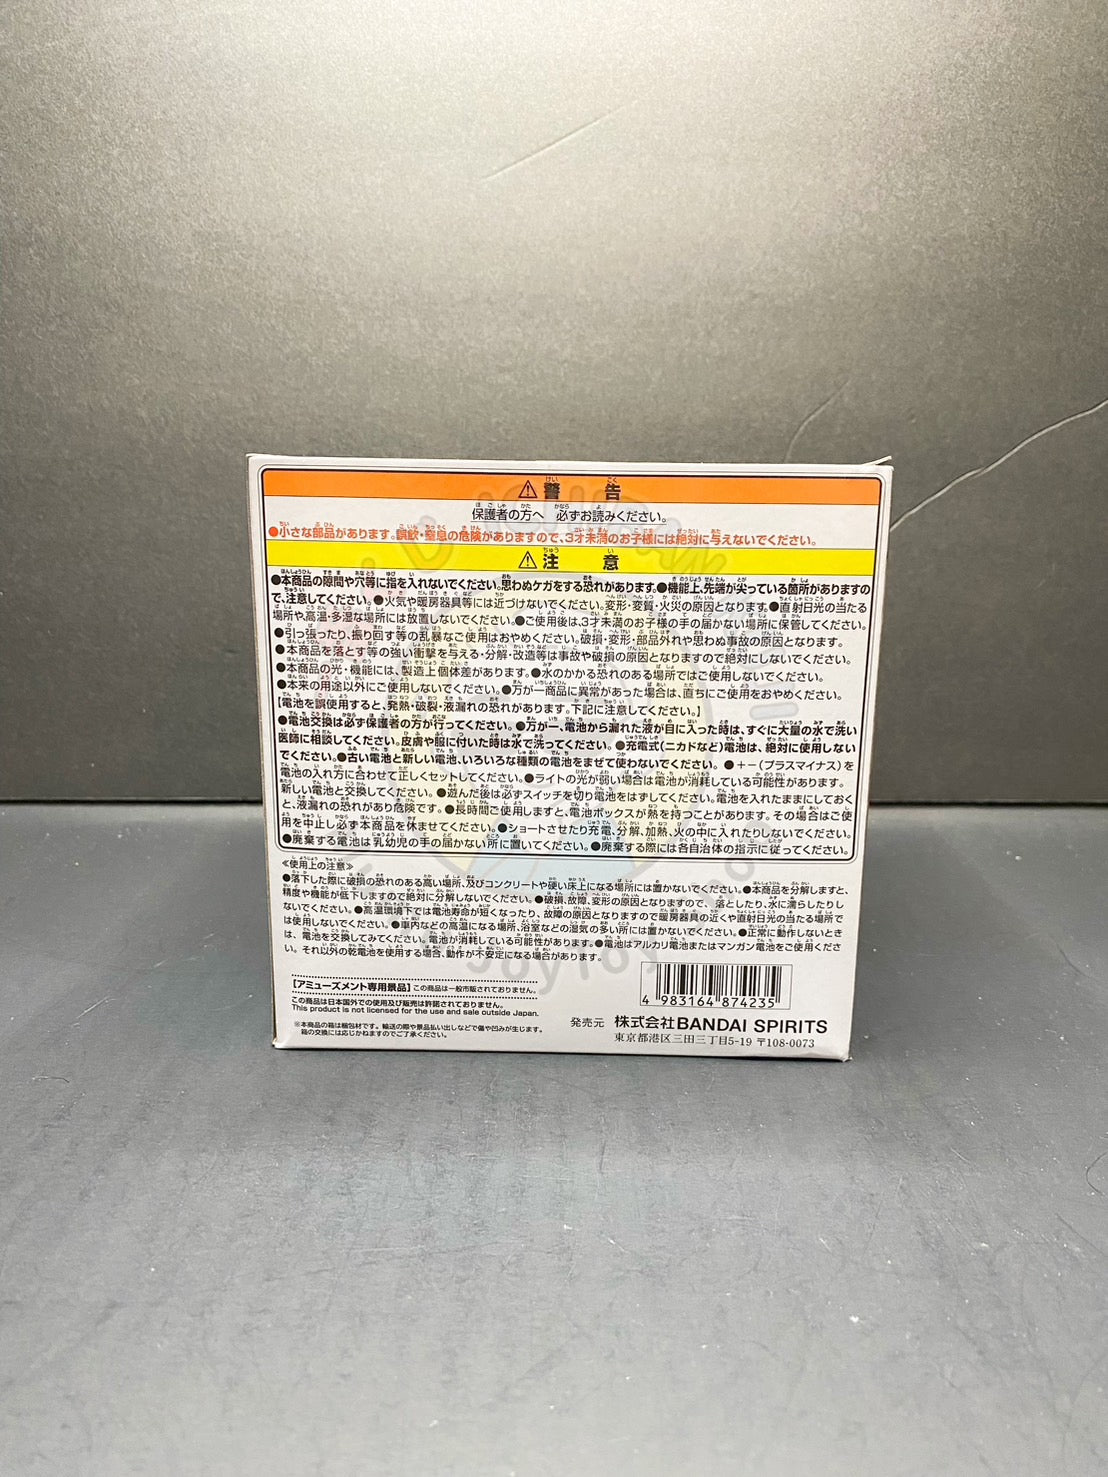 ⚠警告
保護者の方へ 必ずお読みください。
●小さな部品があります。誤飲・窒息の危険がありますので、3才未満のお子様には絶対に与えないでください。
⚠注意
●本商品の隙間や穴等に指を入れないでください。思わぬケガをする恐れがあります。●機能上、先端が尖っている箇所がありますの
で、注意してください。●火気や暖房器具等には近づけないでください。変形・変質・火災の原因となります。●直射日光の当たる
場所や、高温・多湿な場所には放置しないでください。●ご使用後は、3才未満のお子様の手の届かない場所に保管してください。
●引っ張ったり、振り回す等の乱暴なご使用はおやめください。破損・変形・部品外れや思わぬ事故の原因となります。
●本商品を落とす等の強い衝撃を与える・分解・改造等は事故や破損の原因となりますので絶対にしないでください。
●本商品の光・機能には、製造上個体差があります。●水のかかる恐れのある場所ではご使用しないでください。
●本来の用途以外にご使用しないでください。●万が一商品に異常があった場合は、直ちにご使用をおやめください。
【電池を誤使用すると、発熱・破裂・液漏れの恐れがあります。下記に注意してください。】
●電池交換は必ず保護者の方が行ってください。●万が一、電池から漏れた液が目に入った時は、すぐに大量の水で洗い
医師に相談してください。皮膚や服に付いた時は水で洗ってください。●充電式(ニカドなど)電池は、絶対に使用しない
でください。●古い電池と新しい電池、いろいろな種類の電池をまぜて使わないでください。●＋－(プラスマイナス)を
電池の入れ方に合わせて正しくセットしてください。●ライトの光が弱い場合は電池が消耗している可能性があります。
新しい電池と交換してください。●遊んだ後は必ずスイッチを切り電池をはずしてください。電池を入れたままにしておく
と、液漏れの恐れがあり危険です。●長時間ご使用しますと、電池ボックスが熱を持つことがあります。その場合はご使
用を中止し必ず本商品を休ませてください。●ショートさせたり充電、分解、加熱、火の中に入れたりしないでください。
●廃棄する電池は乳幼児の手の届かない所に置いてください。●廃棄する際には各自治体の指示に従ってください。
≪使用上の注意≫
●落下した際に破損の恐れのある高い場所、及びコンクリートや硬い床上になる場所には置かないでください。●本商品を分解しますと、
精度や機能が低下しますので絶対に分解しないでください。●破損、故障、変形の原因となりますので、落としたり、水に濡らしたりし
ないでください。●高温環境下では電池寿命が短くなったり、故障の原因となりますので暖房器具の近くや直射日光の当たる場所で
は使用しないでください。●車内などの高温になる場所、浴室などの湿気の多い所には置かないでください。●正常に動作しないとき
は、電池を交換してみてください。電池が消耗している可能性があります。●電池はアルカリ電池またはマンガン電池をご使用くださ
い。それ以外の乾電池を使用する場合、動作が不安定になる場合があります。
【アミューズメント専用景品】この商品は一般市販されておりません。
この商品は日本国外での使用及び販売は許諾されておりません。
This product is not licensed for the use and sale outside Japan.
※本商品の箱は梱包材です。輸送の際や景品払い出しなどで傷や凹みが生じます。
箱の交換には応じかねますのでご了承ください。
4 983164 874235
発売元 株式会社BANDAI SPIRITS
東京都港区三田三丁目5-19 〒108-0073